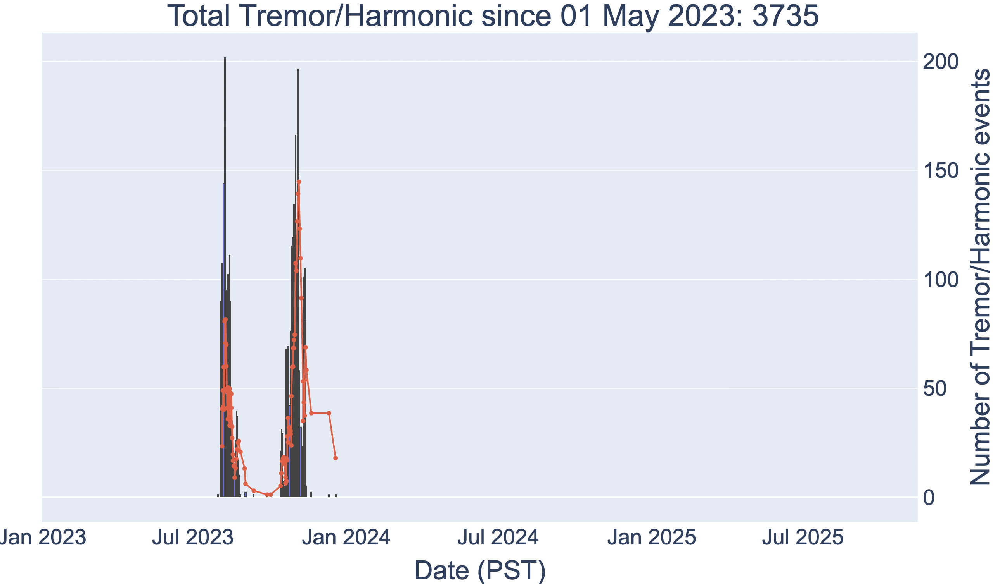 Total Tremor/Harmonic since 01 May 2023: 3735
200
150
100
50
0
Number of Tremor/Harmonic events
Jan 2023
Jul 2023
Jan 2024
Jul 2024
Jan 2025
Jul 2025
Date (PST)